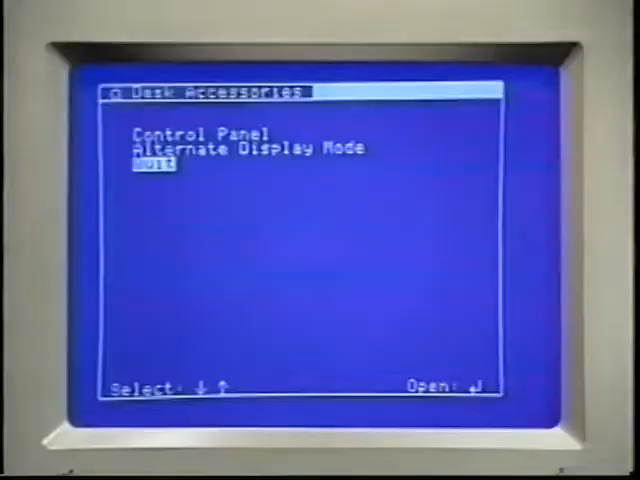 Desk Accessories
Control Panel
Alternate Display Mode
Quit
Select: ↓ ↑
Open: ↵